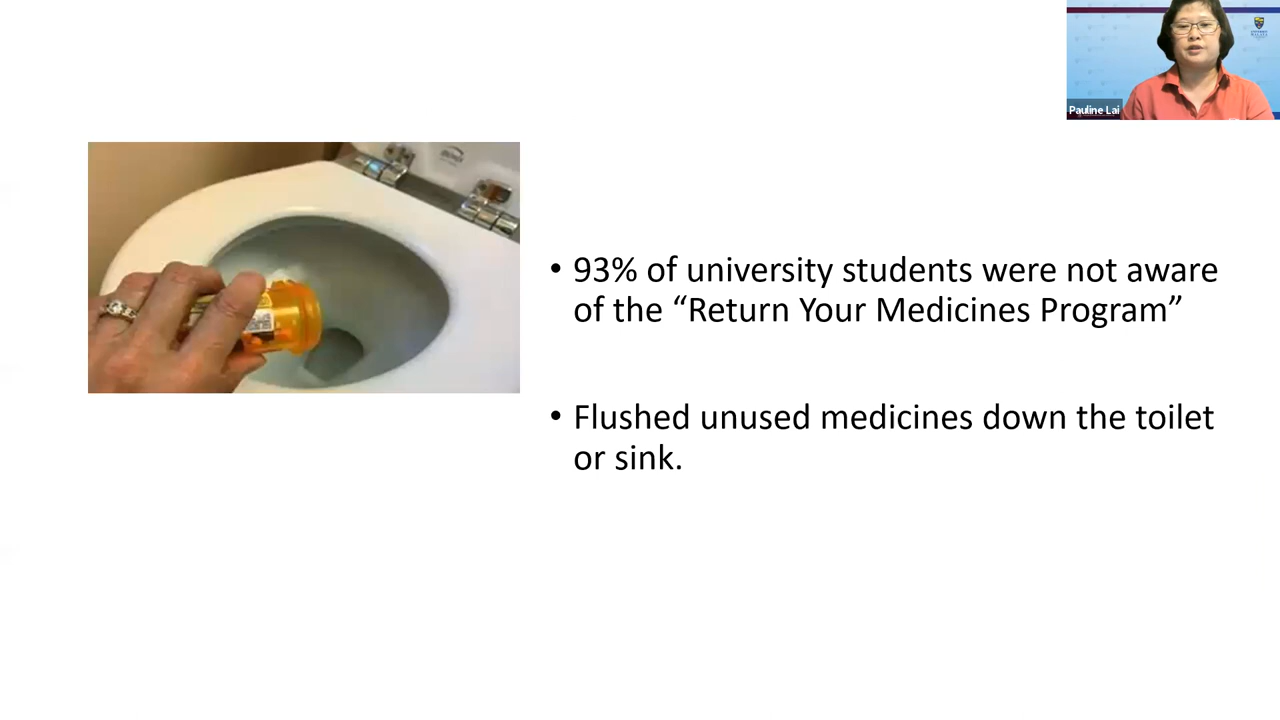 Pauline Lai
• 93% of university students were not aware
of the “Return Your Medicines Program”
• Flushed unused medicines down the toilet
or sink.